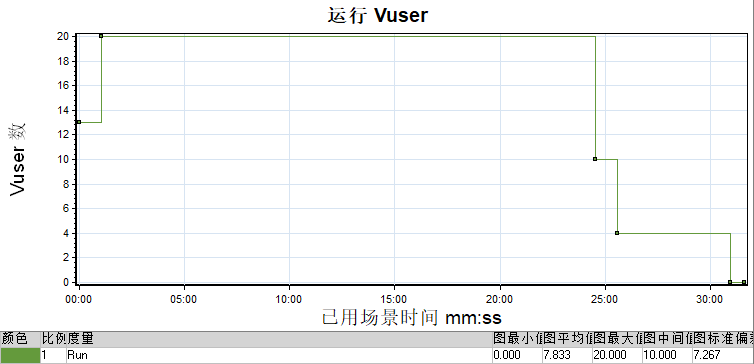 运行 Vuser
20
18
16
14
12
10
8
6
4
2
0
Vuser 数
00:00 05:00 10:00 15:00 20:00 25:00 30:00
已用场景时间 mm:ss
颜色 比例 度量 图最小值 图平均值 图最大值 图中间值 图标准偏差
1 Run 0.000 7.833 20.000 10.000 7.267